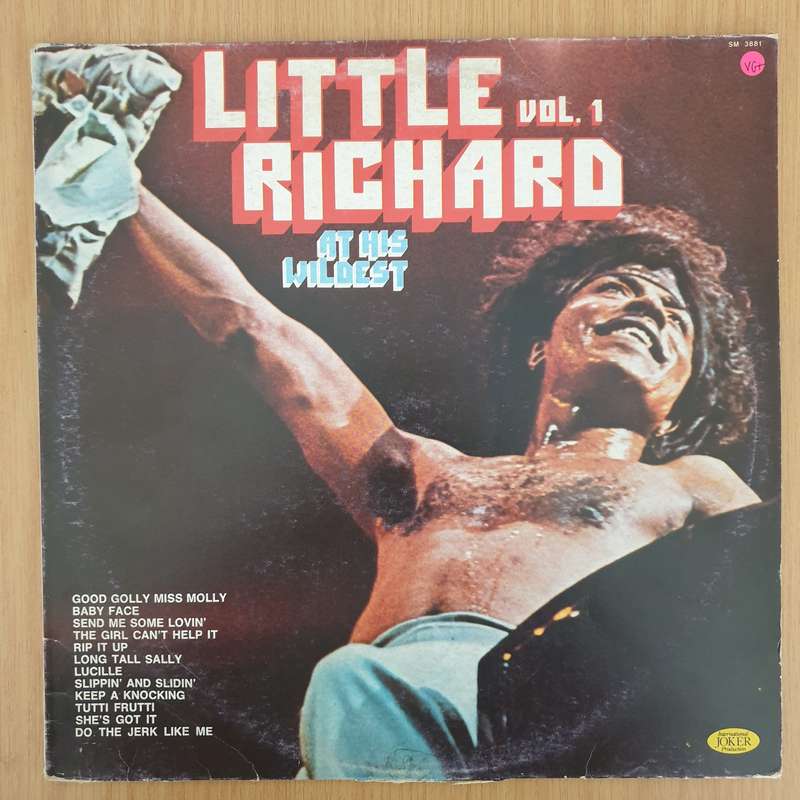 SM 3881
VG+
LITTLE
VOL. 1
RICHARD
AT HIS
WILDEST
GOOD GOLLY MISS MOLLY
BABY FACE
SEND ME SOME LOVIN'
THE GIRL CAN'T HELP IT
RIP IT UP
LONG TALL SALLY
LUCILLE
SLIPPIN' AND SLIDIN'
KEEP A KNOCKING
TUTTI FRUTTI
SHE'S GOT IT
DO THE JERK LIKE ME
International
JOKER
Production